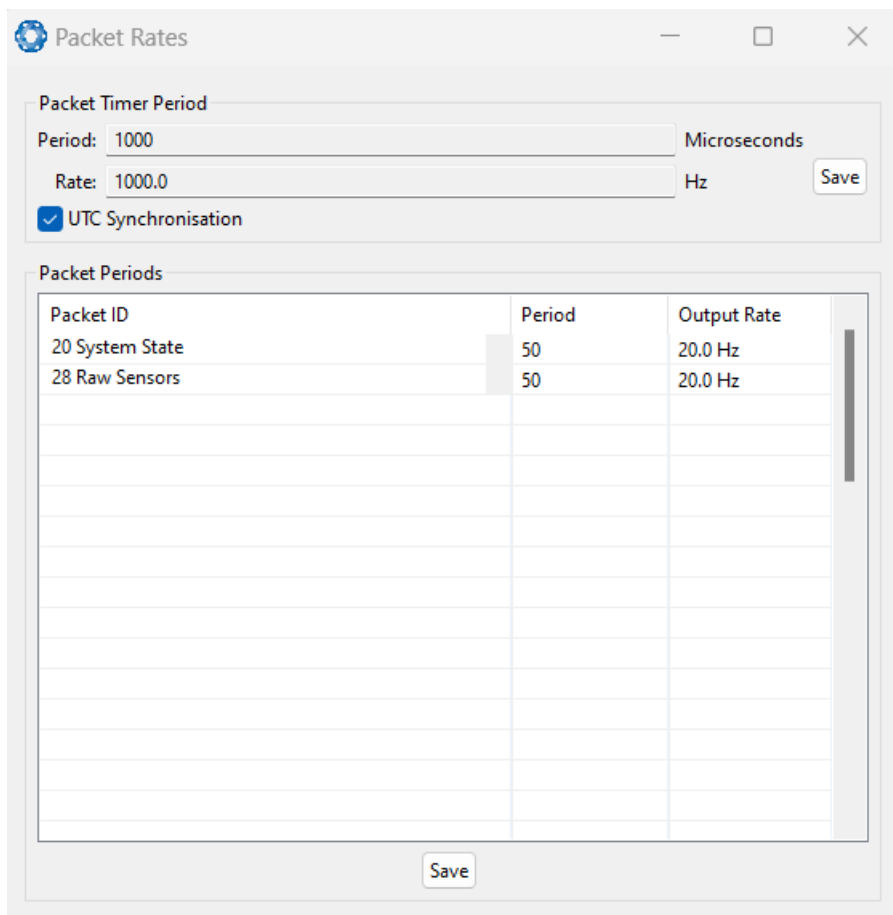 Packet Rates
Packet Timer Period
Period: 1000 Microseconds
Rate: 1000.0 Hz Save
UTC Synchronisation
Packet Periods
Packet ID Period Output Rate
20 System State 50 20.0 Hz
28 Raw Sensors 50 20.0 Hz
Save